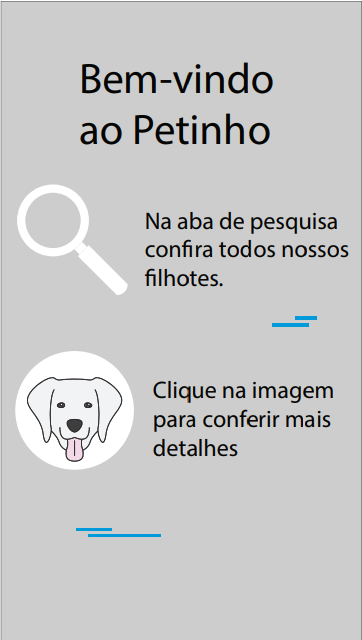 Bem-vindo
ao Petinho
Na aba de pesquisa
confira todos nossos
filhotes.
Clique na imagem
para conferir mais
detalhes